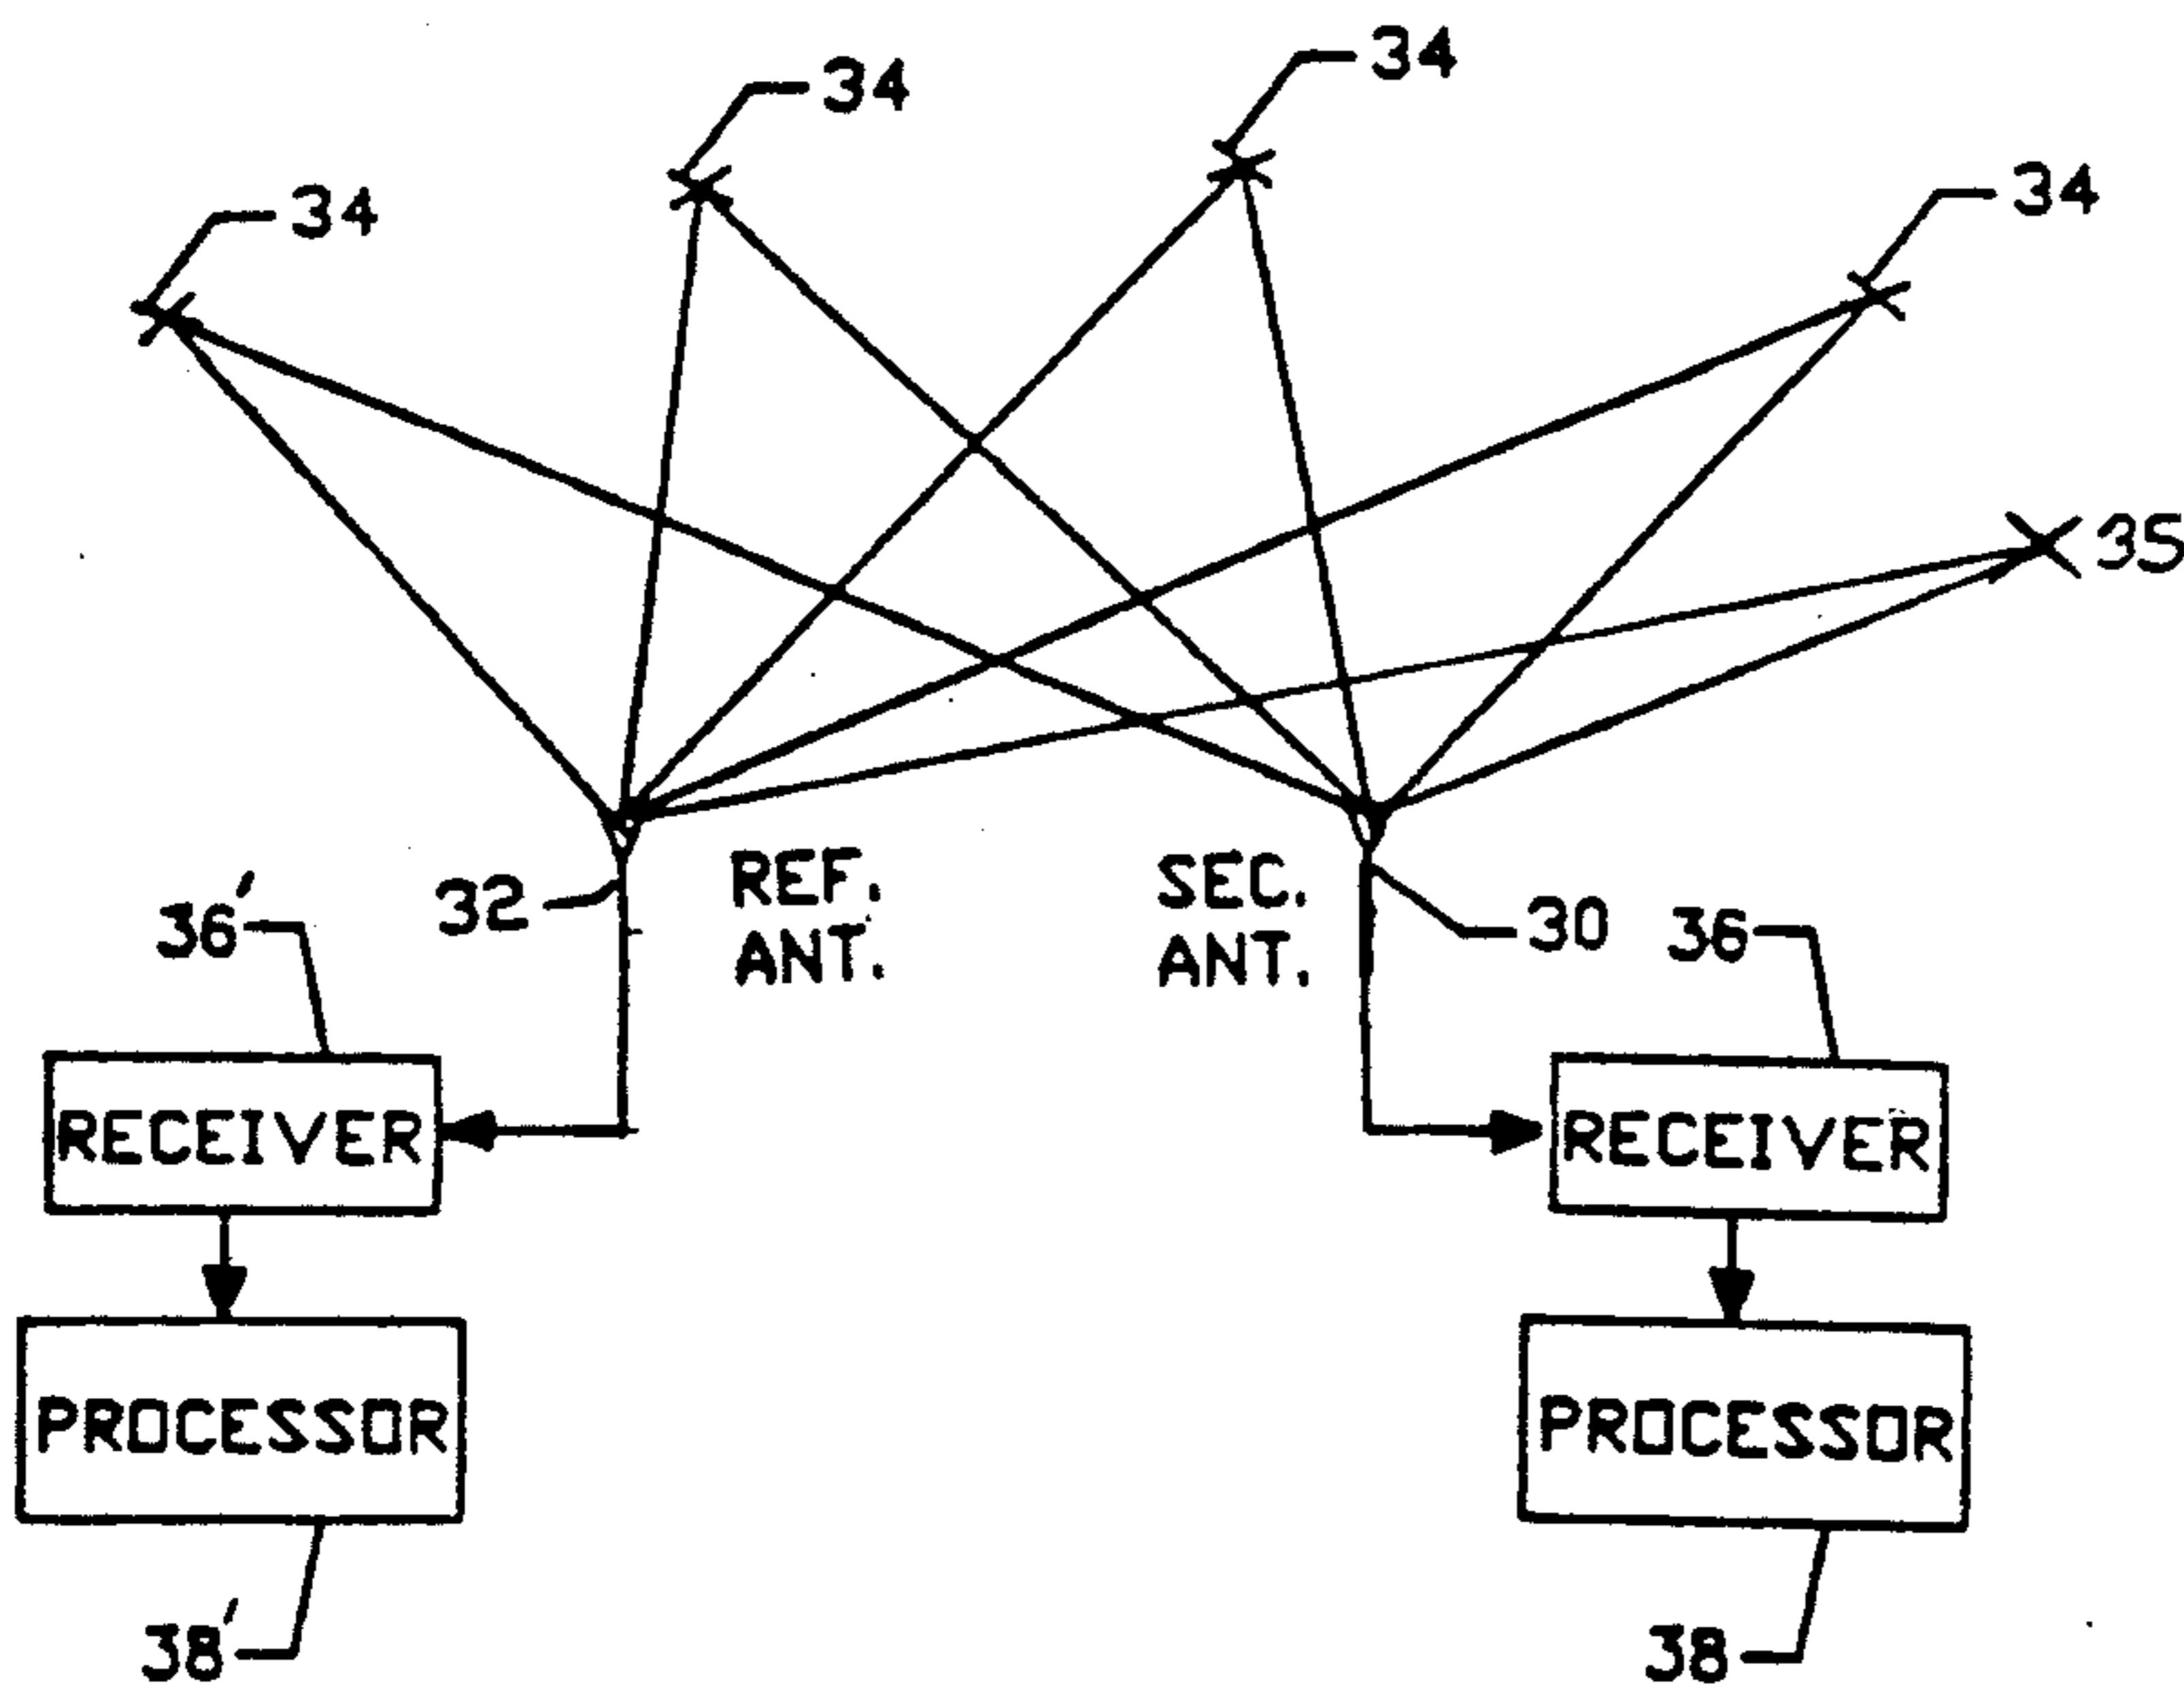 34
34
34
34
35
REF.
ANT.
SEC.
ANT.
32
30
36'
36
RECEIVER
RECEIVER
PROCESSOR
PROCESSOR
38'
38